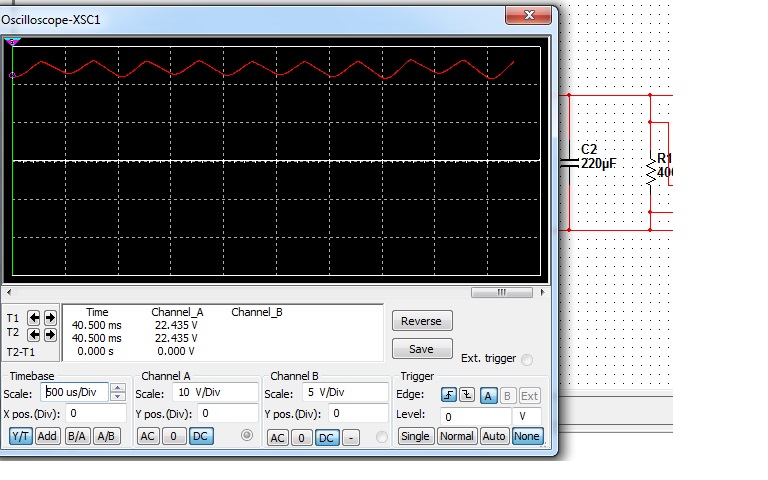 Oscilloscope-XSC1
C2
220µF
R1
T1
T2
T2-T1
Time Channel_A Channel_B
40.500 ms 22.435 V
40.500 ms 22.435 V
0.000 s 0.000 V
Reverse
Save
Ext. trigger
Timebase
Scale: 500 us/Div
X pos.(Div): 0
Y/T Add B/A A/B
Channel A
Scale: 10 V/Div
Y pos.(Div): 0
AC 0 DC
Channel B
Scale: 5 V/Div
Y pos.(Div): 0
AC 0 DC -
Trigger
Edge: A B Ext
Level: 0 V
Single Normal Auto None